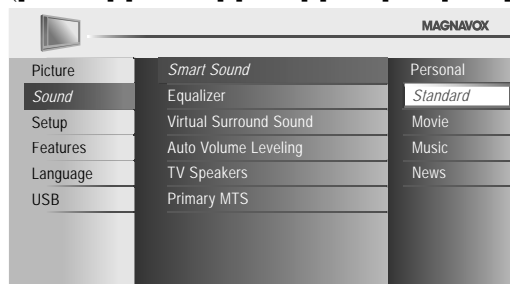 MAGNAVOX
Picture
Sound
Setup
Features
Language
USB
Smart Sound
Equalizer
Virtual Surround Sound
Auto Volume Leveling
TV Speakers
Primary MTS
Personal
Standard
Movie
Music
News